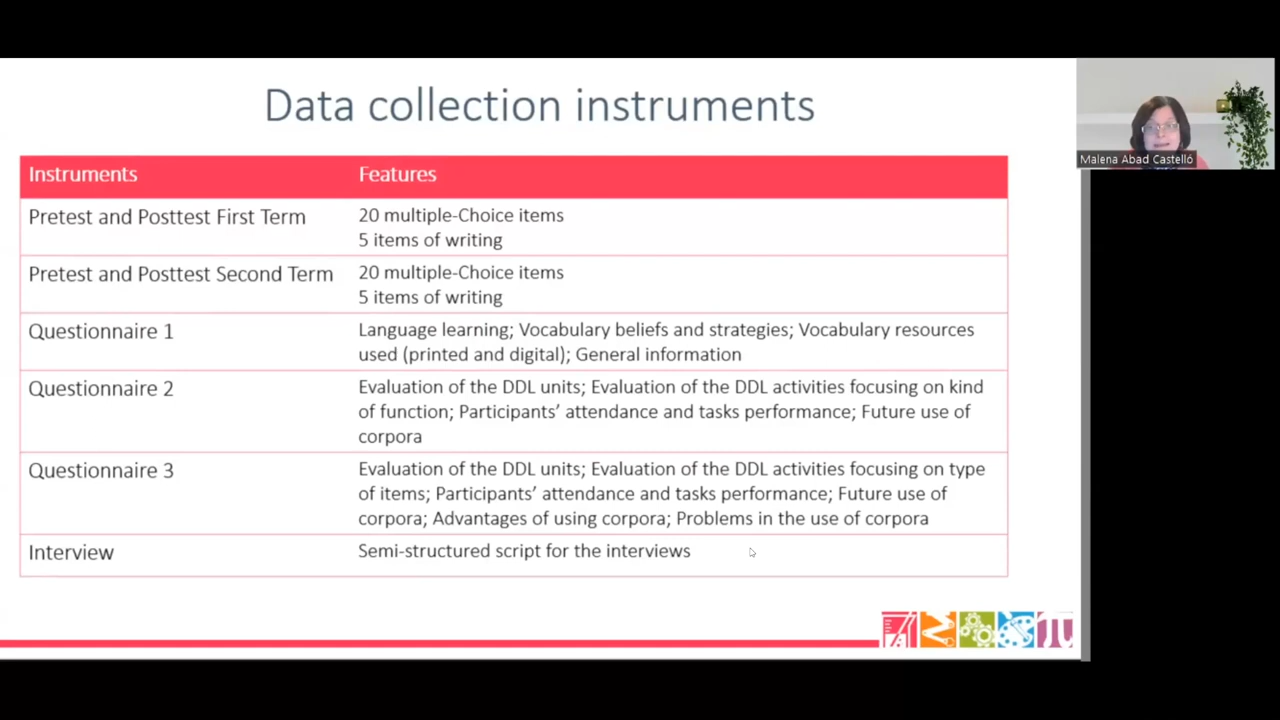 Data collection instruments
Malena Abad Castelló
Instruments
Features
Pretest and Posttest First Term
20 multiple-Choice items
5 items of writing
Pretest and Posttest Second Term
20 multiple-Choice items
5 items of writing
Questionnaire 1
Language learning; Vocabulary beliefs and strategies; Vocabulary resources
used (printed and digital); General information
Questionnaire 2
Evaluation of the DDL units; Evaluation of the DDL activities focusing on kind
of function; Participants’ attendance and tasks performance; Future use of
corpora
Questionnaire 3
Evaluation of the DDL units; Evaluation of the DDL activities focusing on type
of items; Participants’ attendance and tasks performance; Future use of
corpora; Advantages of using corpora; Problems in the use of corpora
Interview
Semi-structured script for the interviews